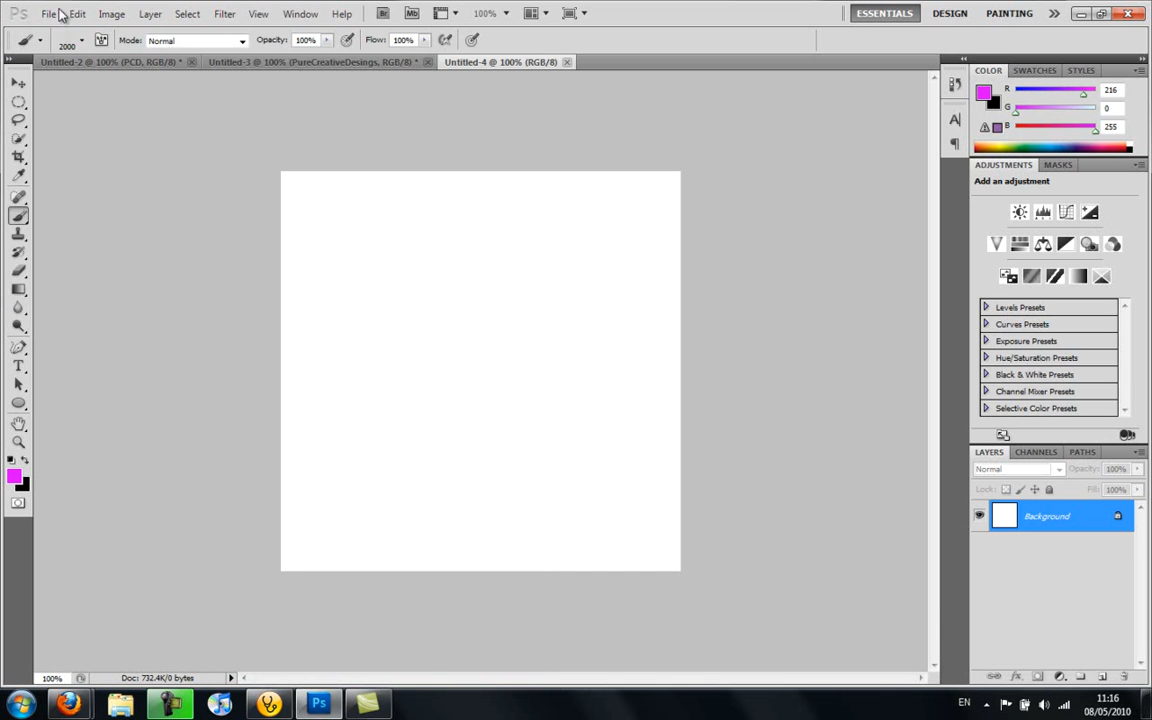 Ps File Edit Image Layer Select Filter View Window Help Br Mb 100% ESSENTIALS DESIGN PAINTING
2000 Mode: Normal Opacity: 100% Flow: 100%
Untitled-2 @ 100% (PCD, RGB/8) * Untitled-3 @ 100% (PureCreativeDesings, RGB/8) * Untitled-4 @ 100% (RGB/8)
COLOR SWATCHES STYLES
R 216
G 0
B 255
ADJUSTMENTS MASKS
Add an adjustment
Levels Presets
Curves Presets
Exposure Presets
Hue/Saturation Presets
Black & White Presets
Channel Mixer Presets
Selective Color Presets
LAYERS CHANNELS PATHS
Normal Opacity: 100%
Lock: Fill: 100%
Background
100% Doc: 732.4K/0 bytes
Ps EN 11:16
08/05/2010